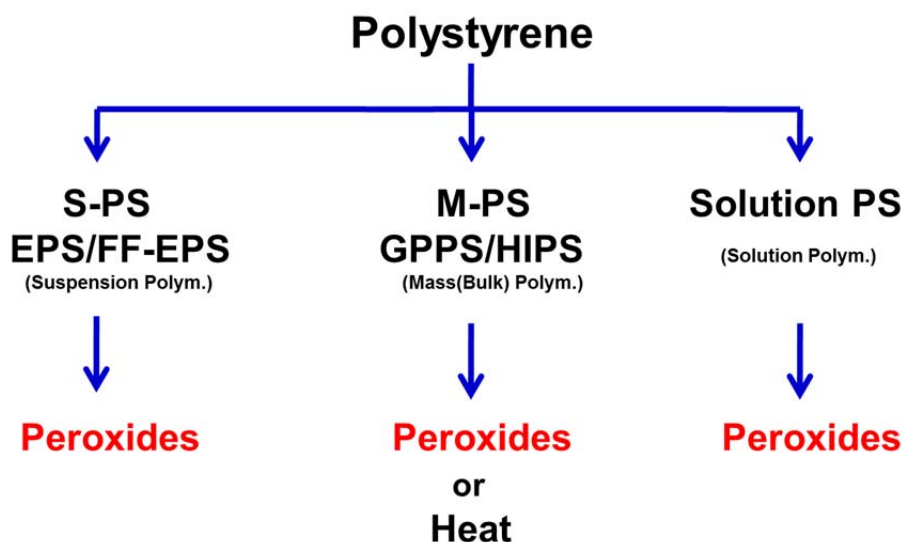 Polystyrene
S-PS
EPS/FF-EPS
(Suspension Polym.)
Peroxides
M-PS
GPPS/HIPS
(Mass(Bulk) Polym.)
Peroxides
or
Heat
Solution PS
(Solution Polym.)
Peroxides